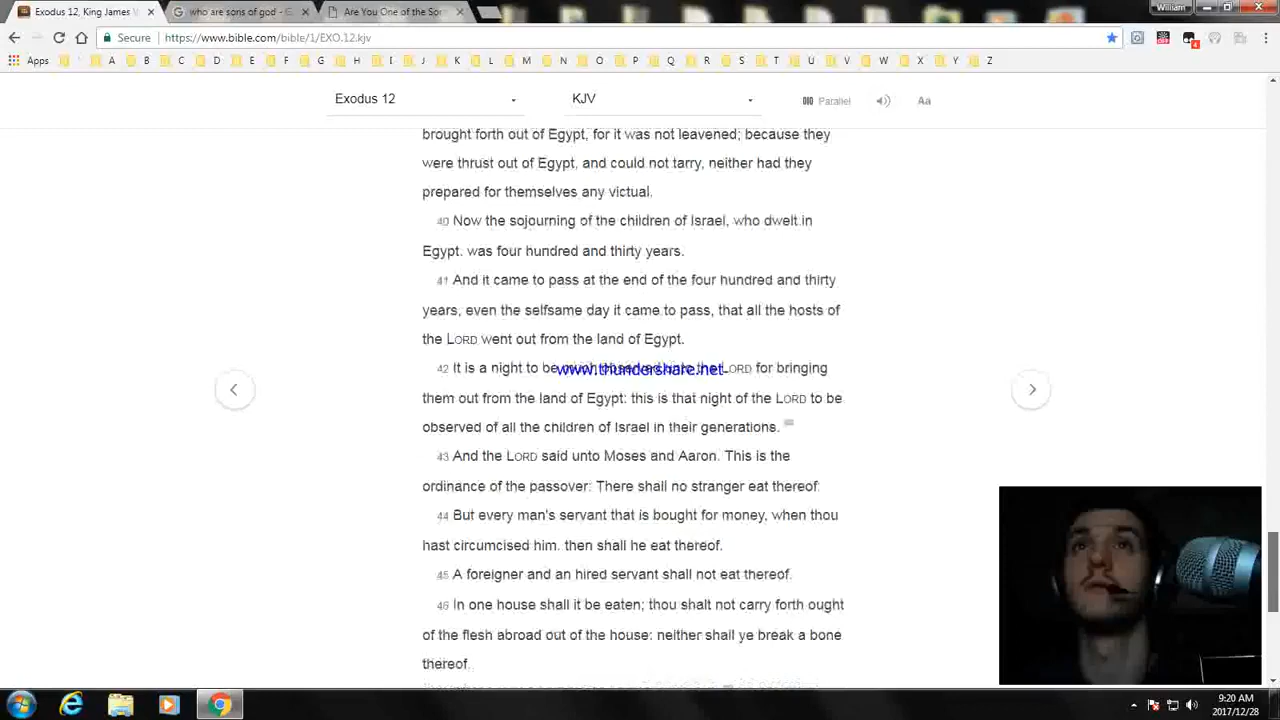 Exodus 12, King James V
who are sons of god - G
Are You One of the Son
William
Secure
https://www.bible.com/bible/1/EXO.12.kjv
Apps A B C D E F G H I J K L M N O P Q R S T U V W X Y Z
Exodus 12
KJV
Parallel
Aa
brought forth out of Egypt, for it was not leavened; because they
were thrust out of Egypt, and could not tarry, neither had they
prepared for themselves any victual.
40 Now the sojourning of the children of Israel, who dwelt in
Egypt. was four hundred and thirty years.
41 And it came to pass at the end of the four hundred and thirty
years, even the selfsame day it came to pass, that all the hosts of
the LORD went out from the land of Egypt.
42 It is a night to be much observed unto the LORD for bringing
www.thundershare.net
them out from the land of Egypt: this is that night of the LORD to be
observed of all the children of Israel in their generations.
43 And the LORD said unto Moses and Aaron. This is the
ordinance of the passover: There shall no stranger eat thereof:
44 But every man's servant that is bought for money, when thou
hast circumcised him. then shall he eat thereof.
45 A foreigner and an hired servant shall not eat thereof.
46 In one house shall it be eaten; thou shalt not carry forth ought
of the flesh abroad out of the house: neither shall ye break a bone
thereof.
9:20 AM
2017/12/28